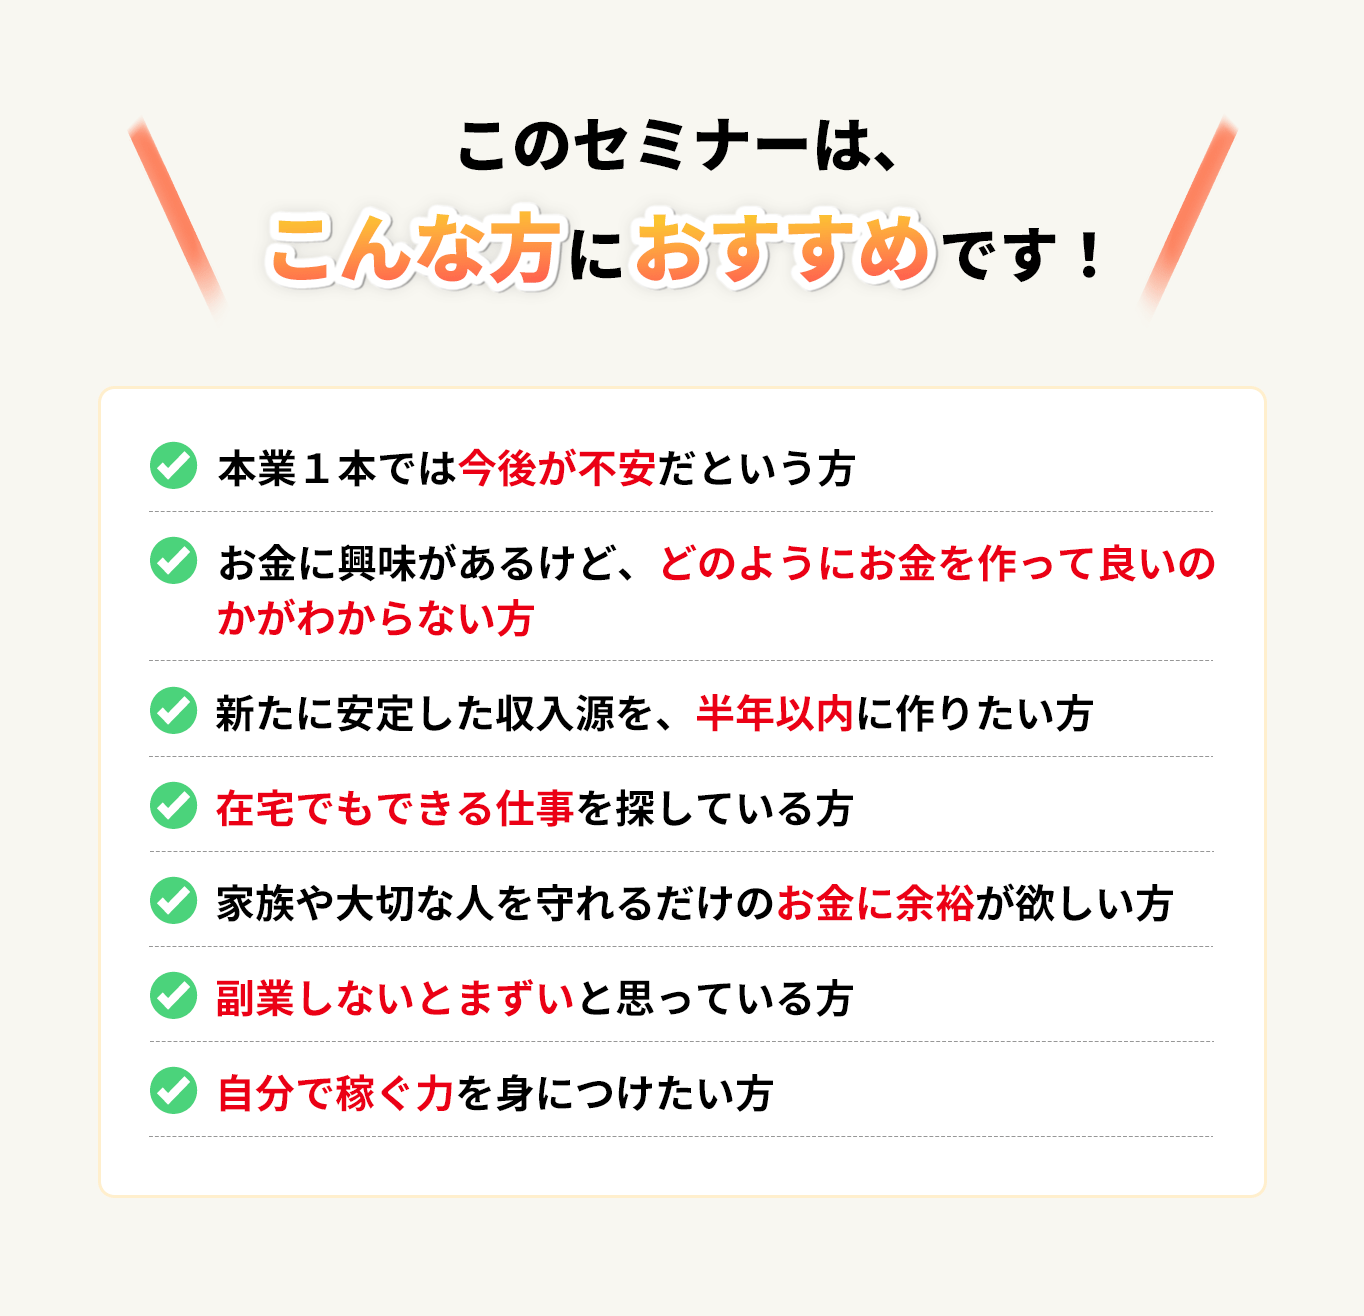 このセミナーは、
こんな方におすすめです！
本業１本では今後が不安だという方
お金に興味があるけど、どのようにお金を作って良いの
かがわからない方
新たに安定した収入源を、半年以内に作りたい方
在宅でもできる仕事を探している方
家族や大切な人を守れるだけのお金に余裕が欲しい方
副業しないとまずいと思っている方
自分で稼ぐ力を身につけたい方